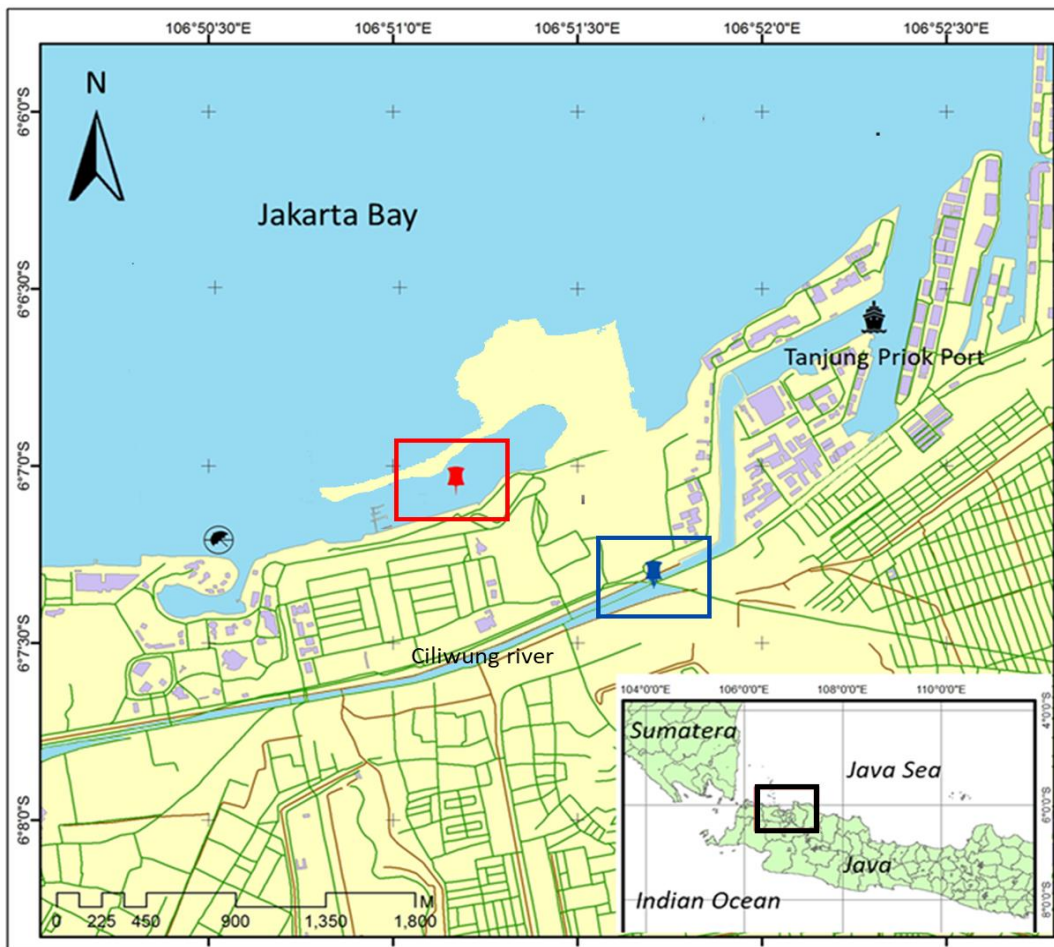 106°50'30"E 106°51'0"E 106°51'30"E 106°52'0"E 106°52'30"E
N
6°6'0"S
Jakarta Bay
6°6'30"S
Tanjung Priok Port
6°7'0"S
6°7'30"S
Ciliwung river
6°8'0"S
0 225 450 900 1,350 1,800
M
104°0'0"E 106°0'0"E 108°0'0"E 110°0'0"E
4°0'0"S
Sumatera
Java Sea
6°0'0"S
Java
Indian Ocean
8°0'0"S